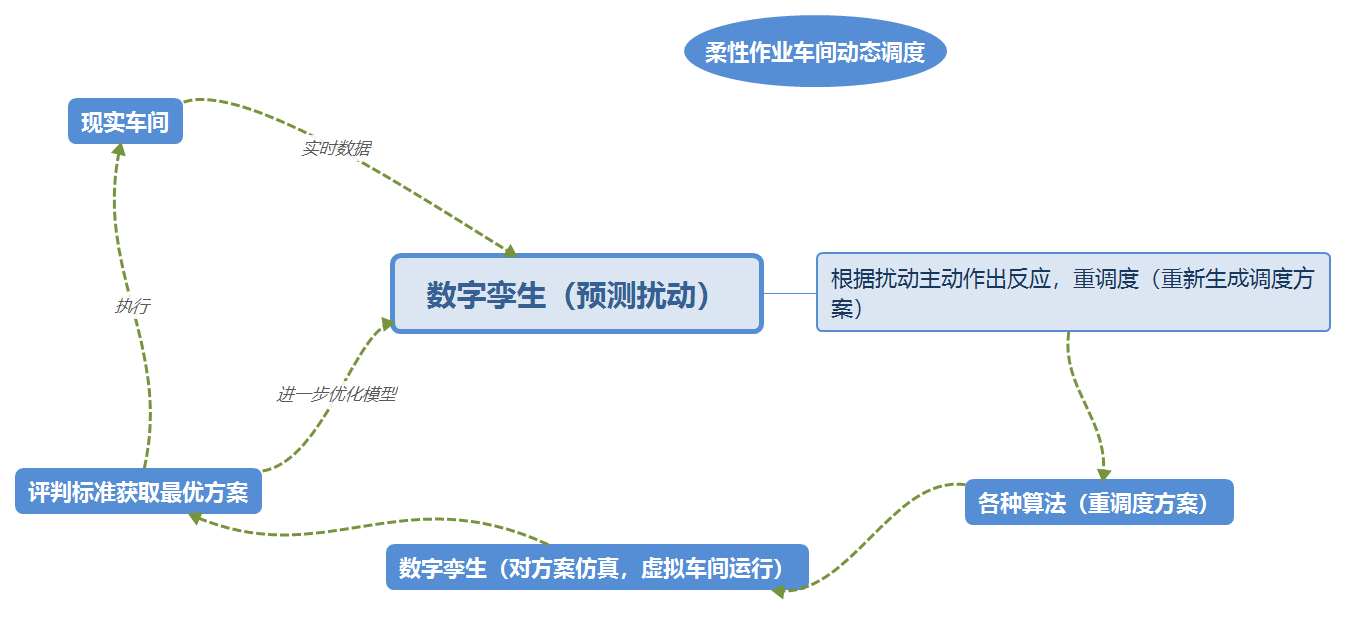 柔性作业车间动态调度
现实车间
实时数据
数字孪生（预测扰动）
根据扰动主动作出反应，重调度（重新生成调度方
案）
执行
进一步优化模型
评判标准获取最优方案
各种算法（重调度方案）
数字孪生（对方案仿真，虚拟车间运行）